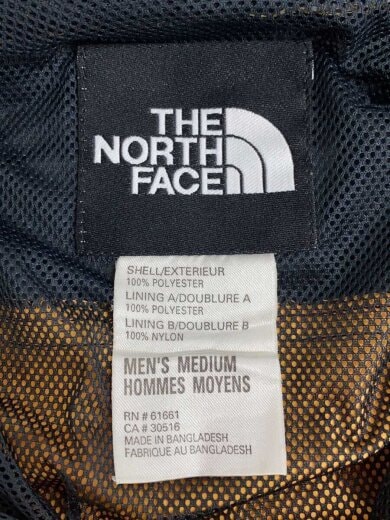 THE
NORTH
FACE
SHELL/EXTERIEUR
100% POLYESTER
LINING A/DOUBLURE A
100% POLYESTER
LINING B/DOUBLURE B
100% NYLON
MEN'S MEDIUM
HOMMES MOYENS
RN # 61661
CA # 30516
MADE IN BANGLADESH
FABRIQUE AU BANGLADESH